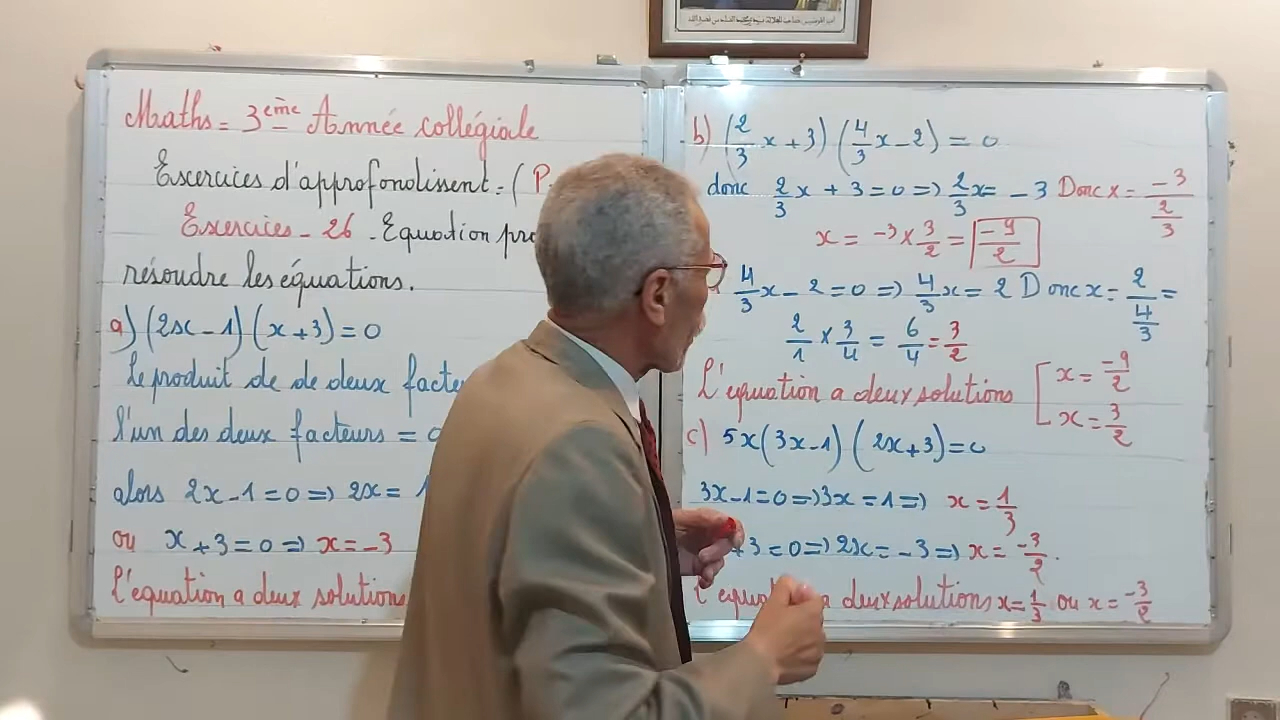 Maths = 3ème Année collégiale
Exercices d'approfondissent = ( P.
Exercices - 26 - Equation pro
résoudre les équations.
a) (2x - 1) (x + 3) = 0
le produit de de deux facte
l'un des deux facteurs = 0
alors 2x - 1 = 0 => 2x = 1
ou x + 3 = 0 => x = -3
l'équation a deux solutions
b) (2/3 x + 3) (4/3 x - 2) = 0
donc 2/3 x + 3 = 0 => 2/3 x = -3 Donc x = -3/(2/3)
x = -3 × 3/2 = -9/2
4/3 x - 2 = 0 => 4/3 x = 2 Donc x = 2/(4/3) =
2/1 × 3/4 = 6/4 = 3/2
L'équation a deux solutions [ x = -9/2
x = 3/2
c) 5x (3x - 1) (2x + 3) = 0
3x - 1 = 0 => 3x = 1 => x = 1/3
+ 3 = 0 => 2x = -3 => x = -3/2.
l'équation a deux solutions x = 1/3 ou x = -3/2